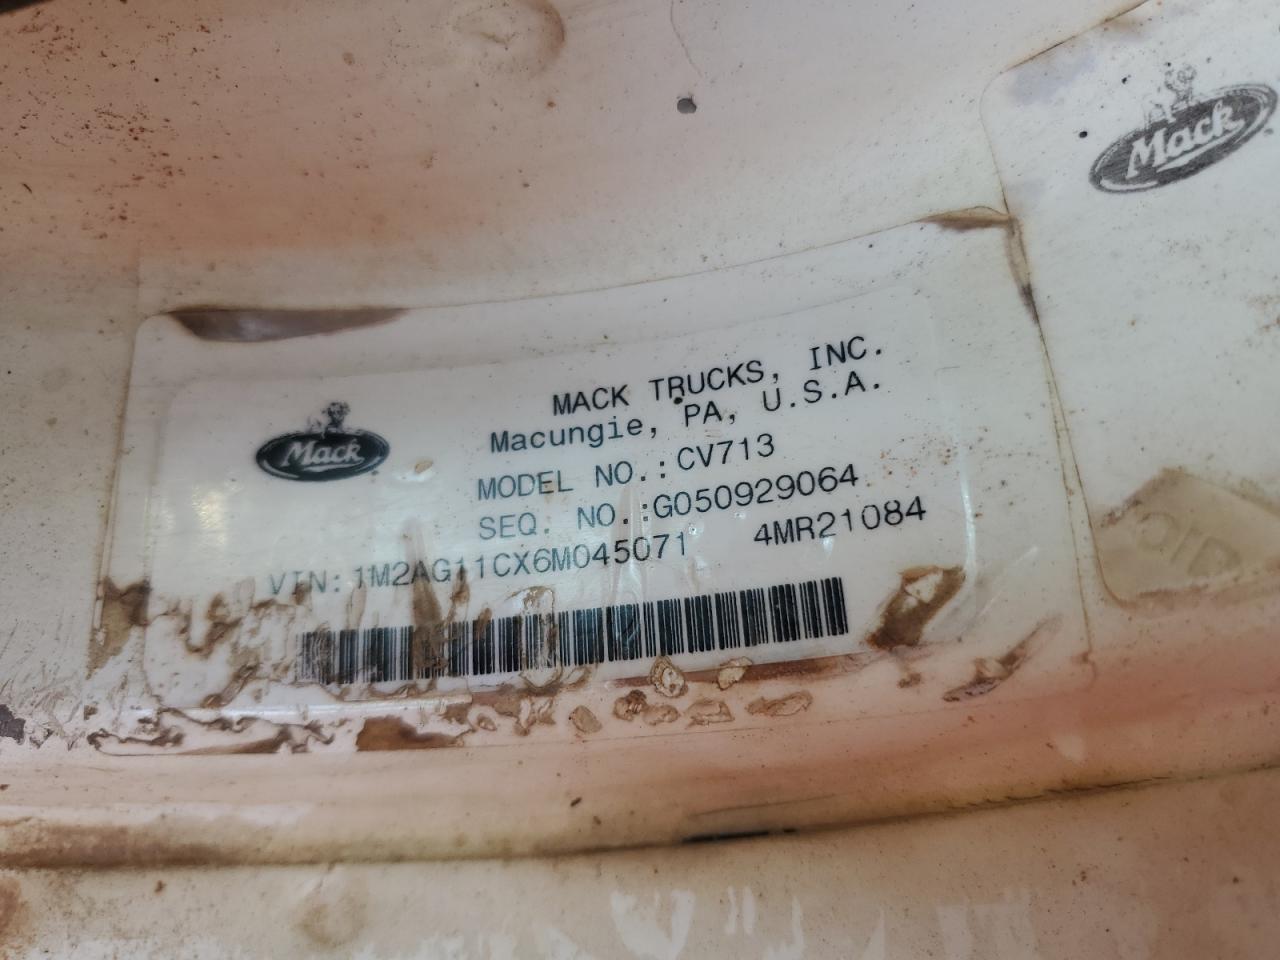 Mack
Mack
MACK TRUCKS, INC.
Macungie, PA, U.S.A.
MODEL NO.:CV713
SEQ. NO.:G050929064
VIN:1M2AG11CX6M045071 4MR21084